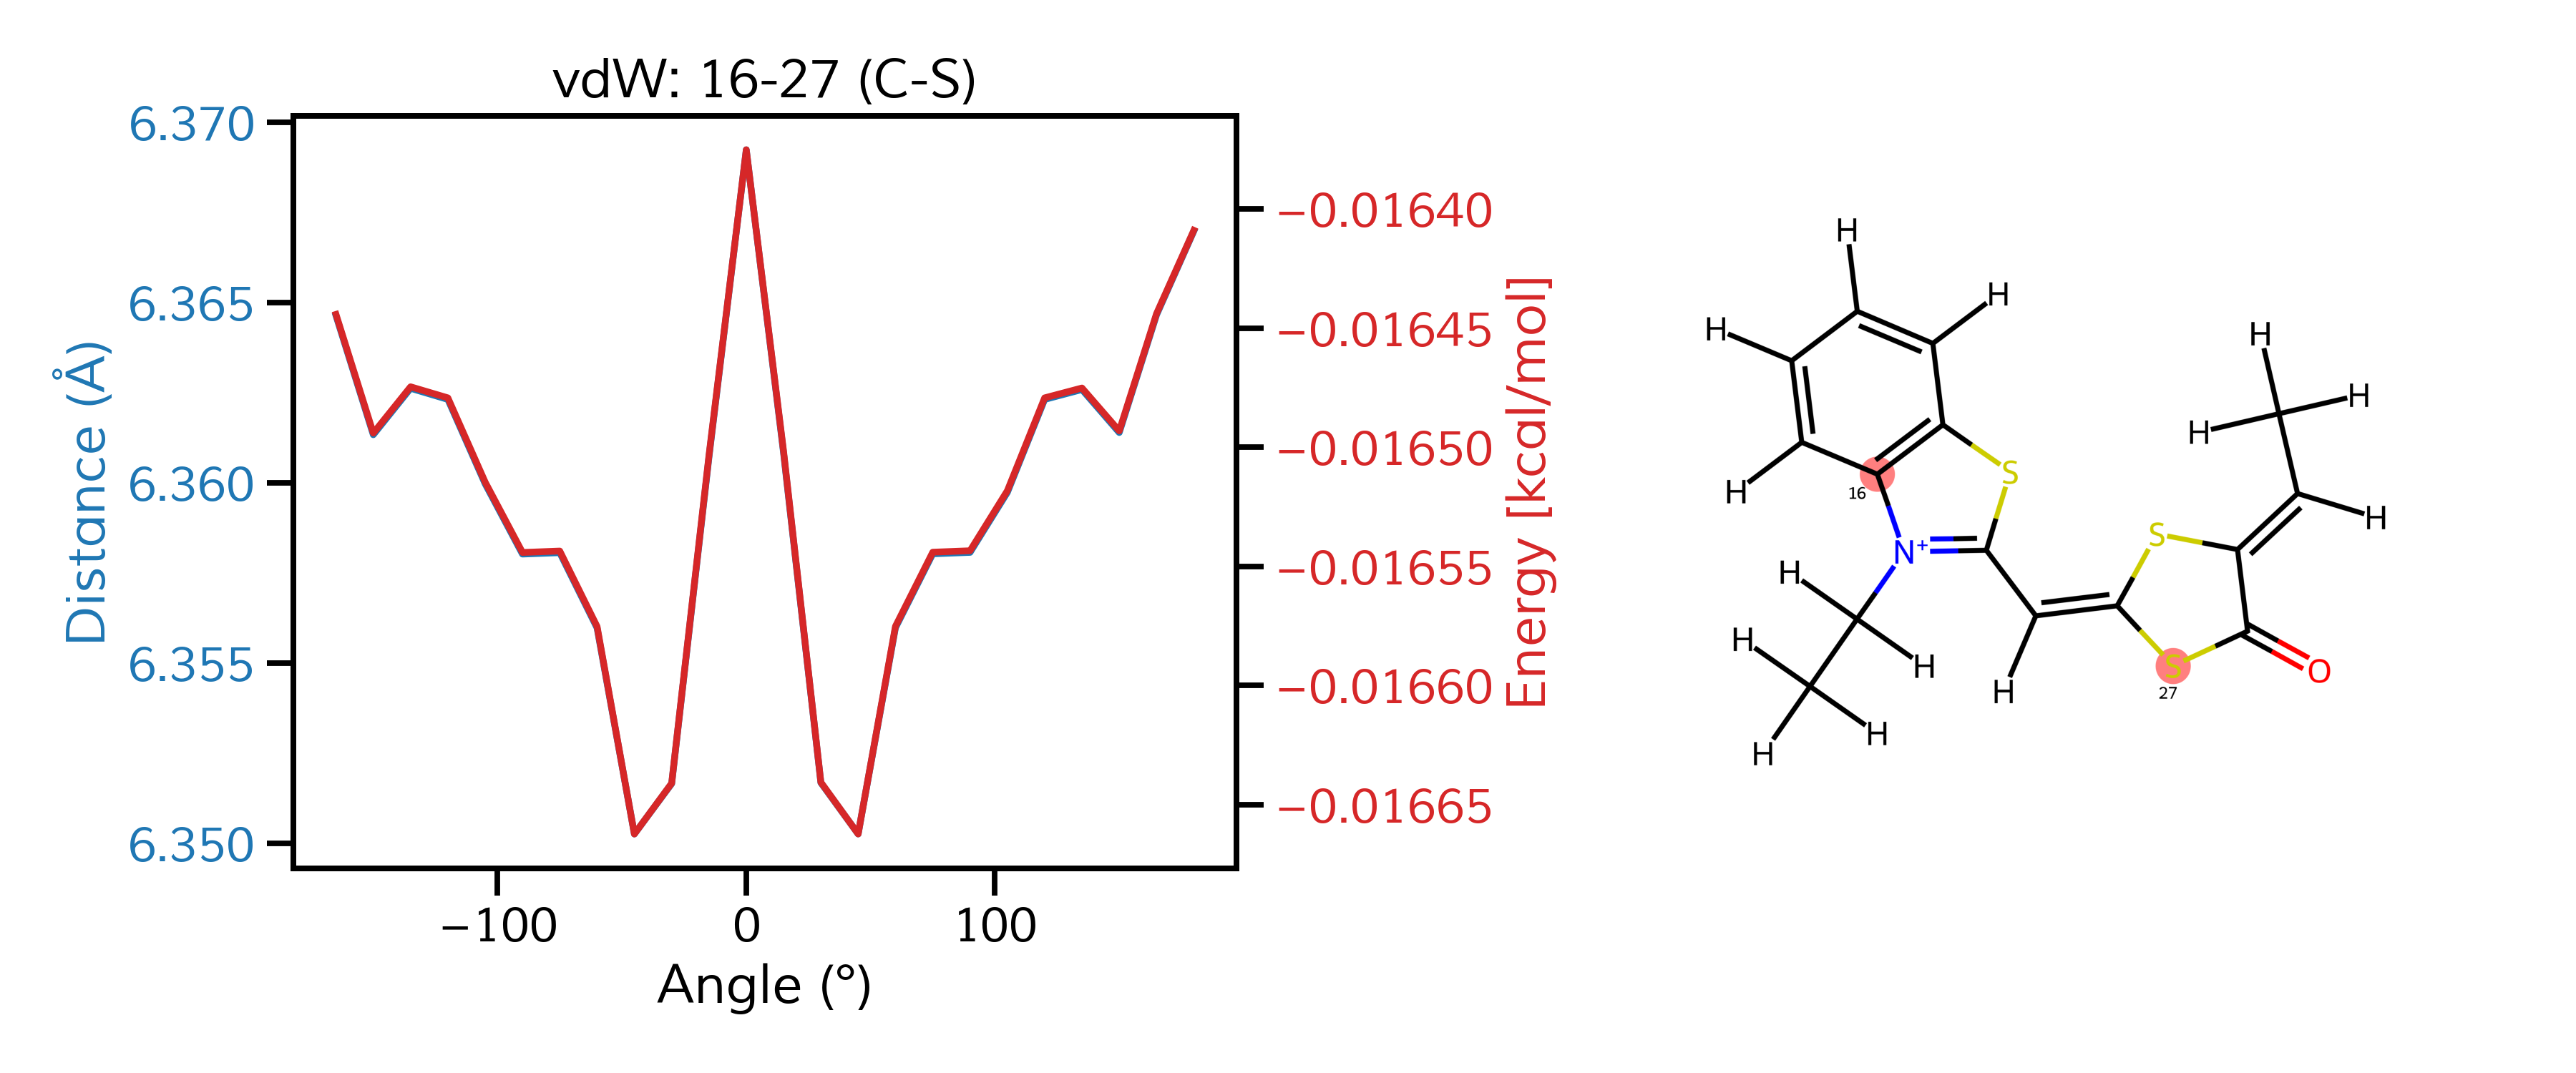 vdW: 16-27 (C-S)
6.370
6.365
6.360
6.355
6.350
Distance (Å)
−0.01640
−0.01645
−0.01650
−0.01655
−0.01660
−0.01665
Energy [kcal/mol]
−100 0 100
Angle (°)
H
H
H
H
H
H
S
16
H
H
S
N⁺
H
H
H
S
O
H
27
H
H